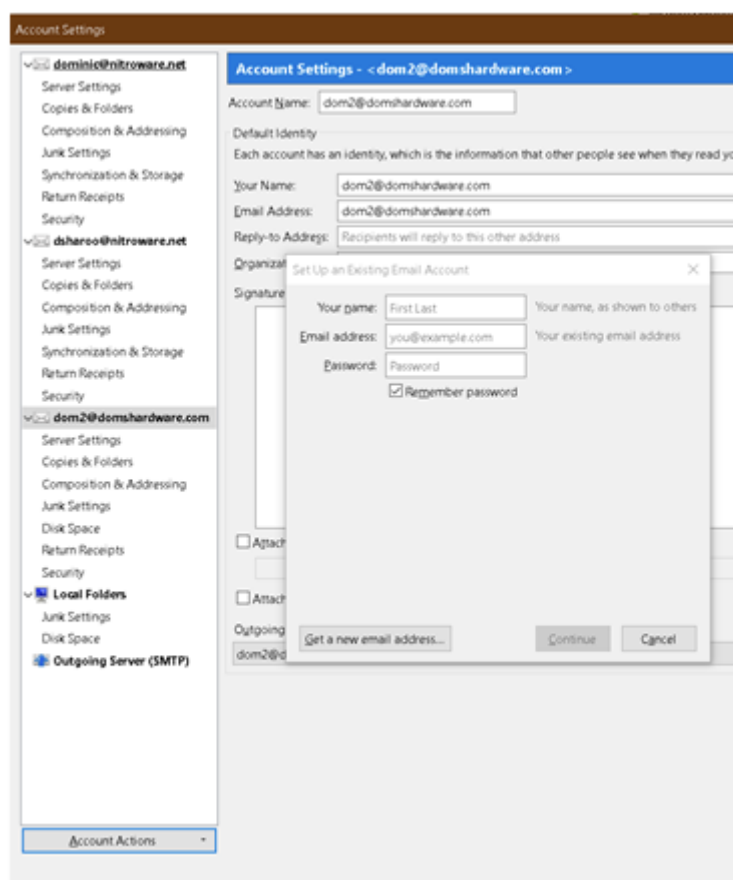 Account Settings
dominic@nitroware.net
Server Settings
Copies & Folders
Composition & Addressing
Junk Settings
Synchronization & Storage
Return Receipts
Security
dsharoo@nitroware.net
Server Settings
Copies & Folders
Composition & Addressing
Junk Settings
Synchronization & Storage
Return Receipts
Security
dom2@domshardware.com
Server Settings
Copies & Folders
Composition & Addressing
Junk Settings
Disk Space
Return Receipts
Security
Local Folders
Junk Settings
Disk Space
Outgoing Server (SMTP)
Account Actions
Account Settings - <dom2@domshardware.com>
Account Name: dom2@domshardware.com
Default Identity
Each account has an identity, which is the information that other people see when they read yo
Your Name: dom2@domshardware.com
Email Address: dom2@domshardware.com
Reply-to Address: Recipients will reply to this other address
Organizat
Signature
Attach
Attach
Outgoing
dom2@d
Set Up an Existing Email Account
Your name: First Last Your name, as shown to others
Email address: you@example.com Your existing email address
Password: Password
Remember password
Get a new email address... Continue Cancel